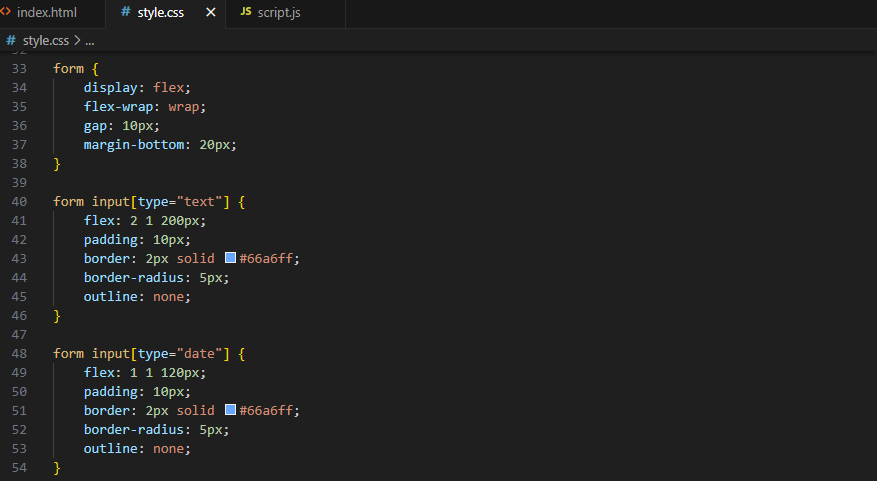 index.html style.css × script.js
# style.css > ...
32
33 form {
34 display: flex;
35 flex-wrap: wrap;
36 gap: 10px;
37 margin-bottom: 20px;
38 }
39
40 form input[type="text"] {
41 flex: 2 1 200px;
42 padding: 10px;
43 border: 2px solid #66a6ff;
44 border-radius: 5px;
45 outline: none;
46 }
47
48 form input[type="date"] {
49 flex: 1 1 120px;
50 padding: 10px;
51 border: 2px solid #66a6ff;
52 border-radius: 5px;
53 outline: none;
54 }